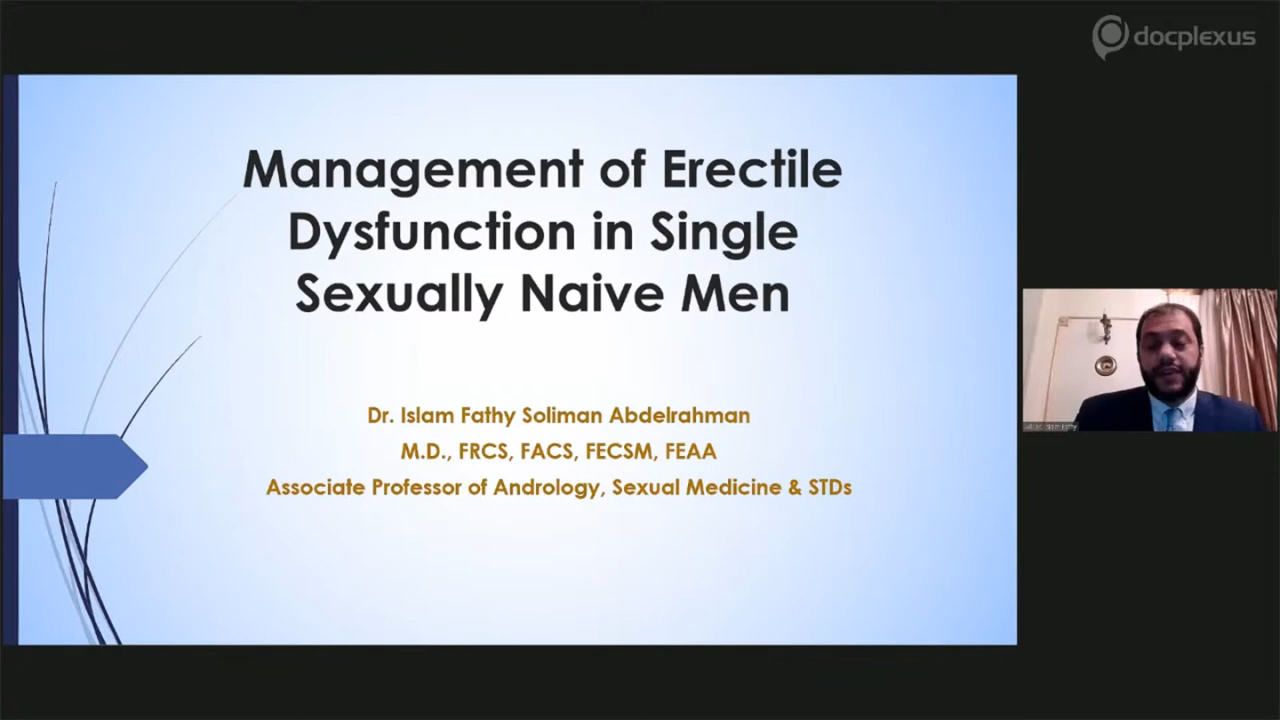 docplexus
Management of Erectile
Dysfunction in Single
Sexually Naive Men
Dr. Islam Fathy Soliman Abdelrahman
M.D., FRCS, FACS, FECSM, FEAA
Associate Professor of Andrology, Sexual Medicine & STDs
Fathy